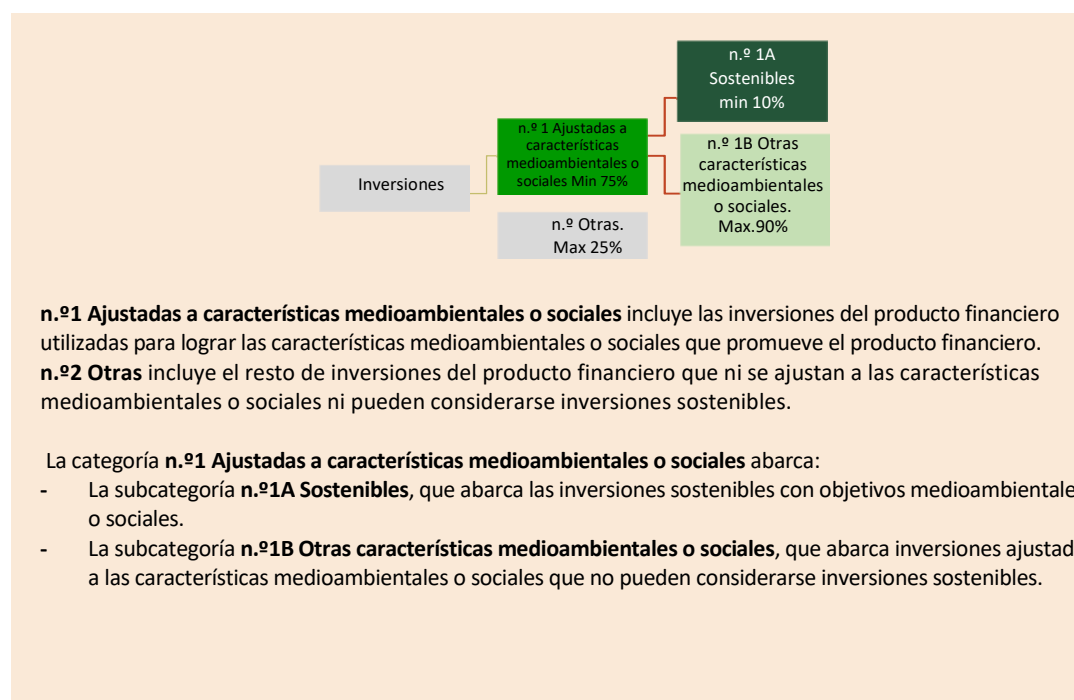 n.º 1A
Sostenibles
min 10%
n.º 1 Ajustadas a
características
medioambientales o
sociales Min 75%
n.º 1B Otras
características
medioambientales
o sociales.
Max.90%
Inversiones
n.º Otras.
Max 25%
n.º1 Ajustadas a características medioambientales o sociales incluye las inversiones del producto financiero
utilizadas para lograr las características medioambientales o sociales que promueve el producto financiero.
n.º2 Otras incluye el resto de inversiones del producto financiero que ni se ajustan a las características
medioambientales o sociales ni pueden considerarse inversiones sostenibles.
La categoría n.º1 Ajustadas a características medioambientales o sociales abarca:
- La subcategoría n.º1A Sostenibles, que abarca las inversiones sostenibles con objetivos medioambientale
o sociales.
- La subcategoría n.º1B Otras características medioambientales o sociales, que abarca inversiones ajustad
a las características medioambientales o sociales que no pueden considerarse inversiones sostenibles.